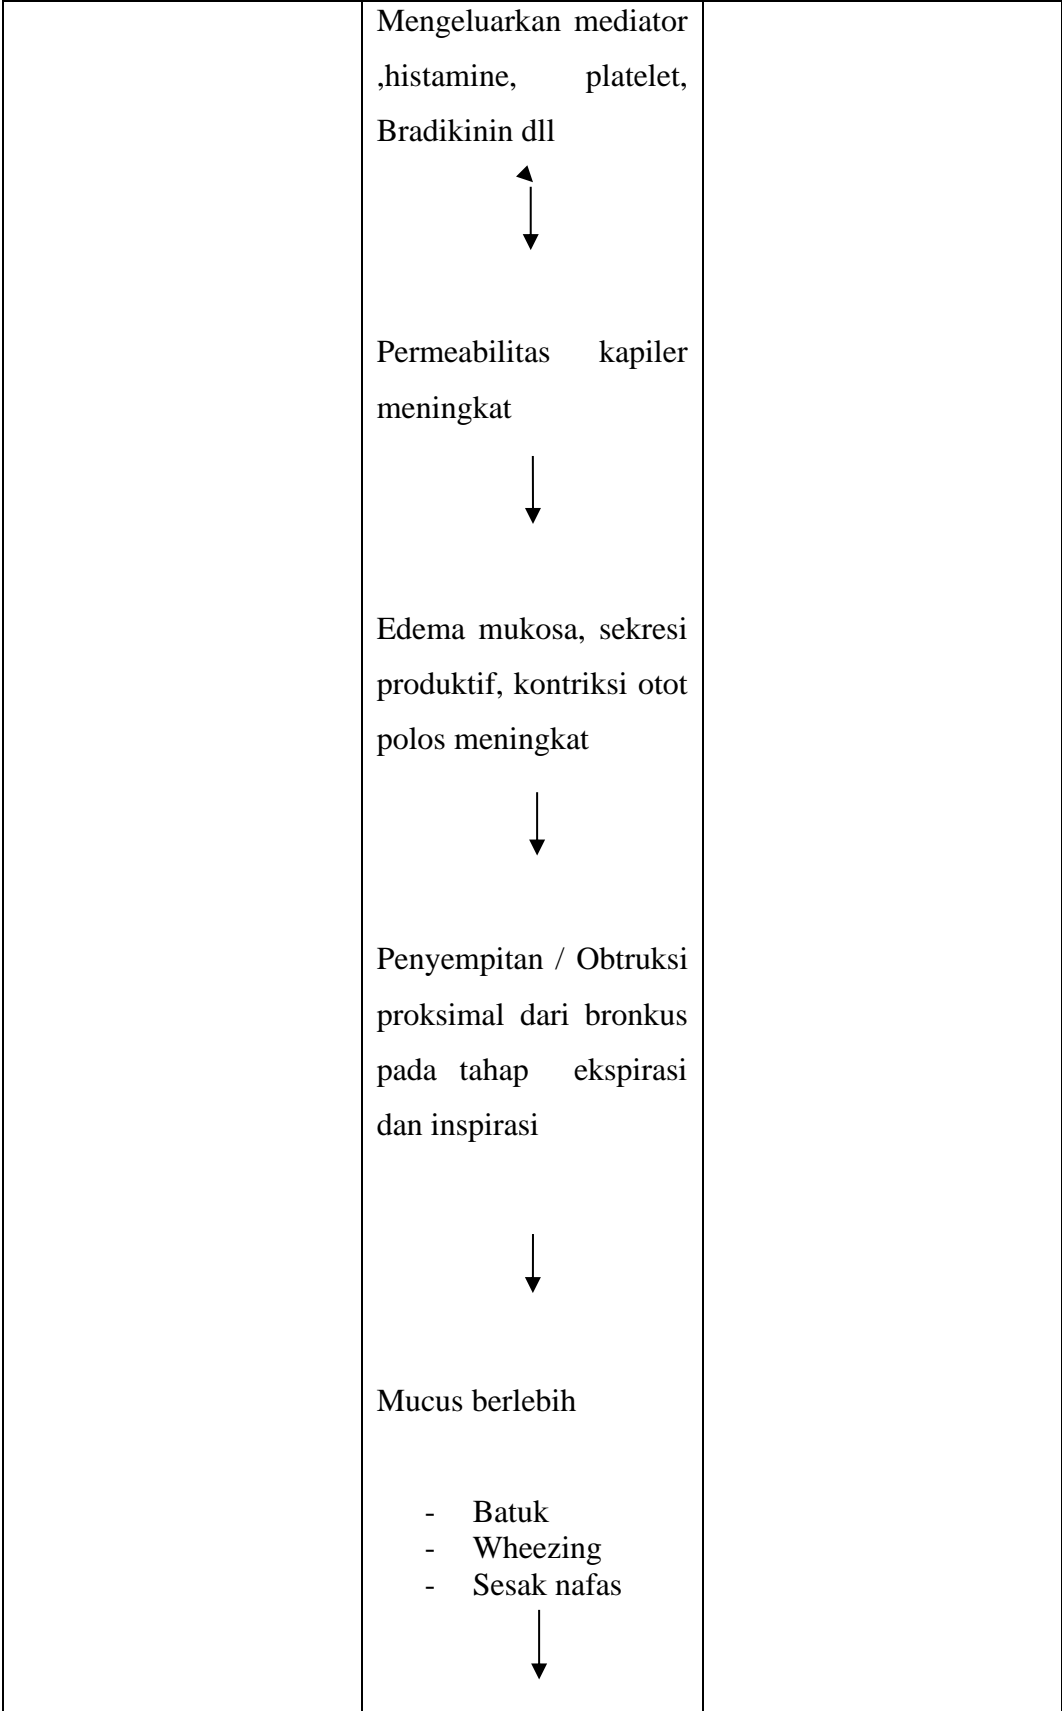 Mengeluarkan mediator
,histamine, platelet,
Bradikinin dll
Permeabilitas kapiler
meningkat
Edema mukosa, sekresi
produktif, kontriksi otot
polos meningkat
Penyempitan / Obtruksi
proksimal dari bronkus
pada tahap ekspirasi
dan inspirasi
Mucus berlebih
- Batuk
- Wheezing
- Sesak nafas